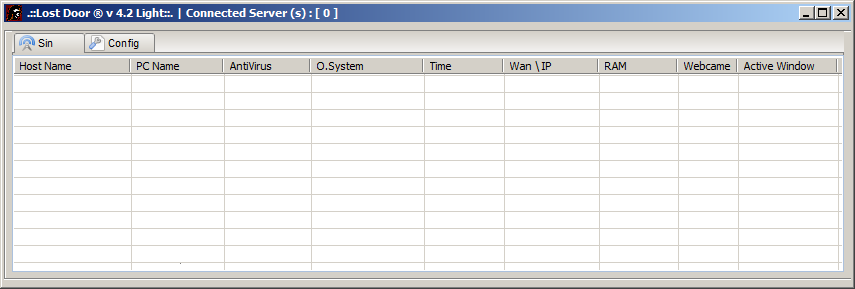 .::Lost Door ® v 4.2 Light::. | Connected Server (s) : [ 0 ]
Sin Config
Host Name PC Name AntiVirus O.System Time Wan \ IP RAM Webcame Active Window